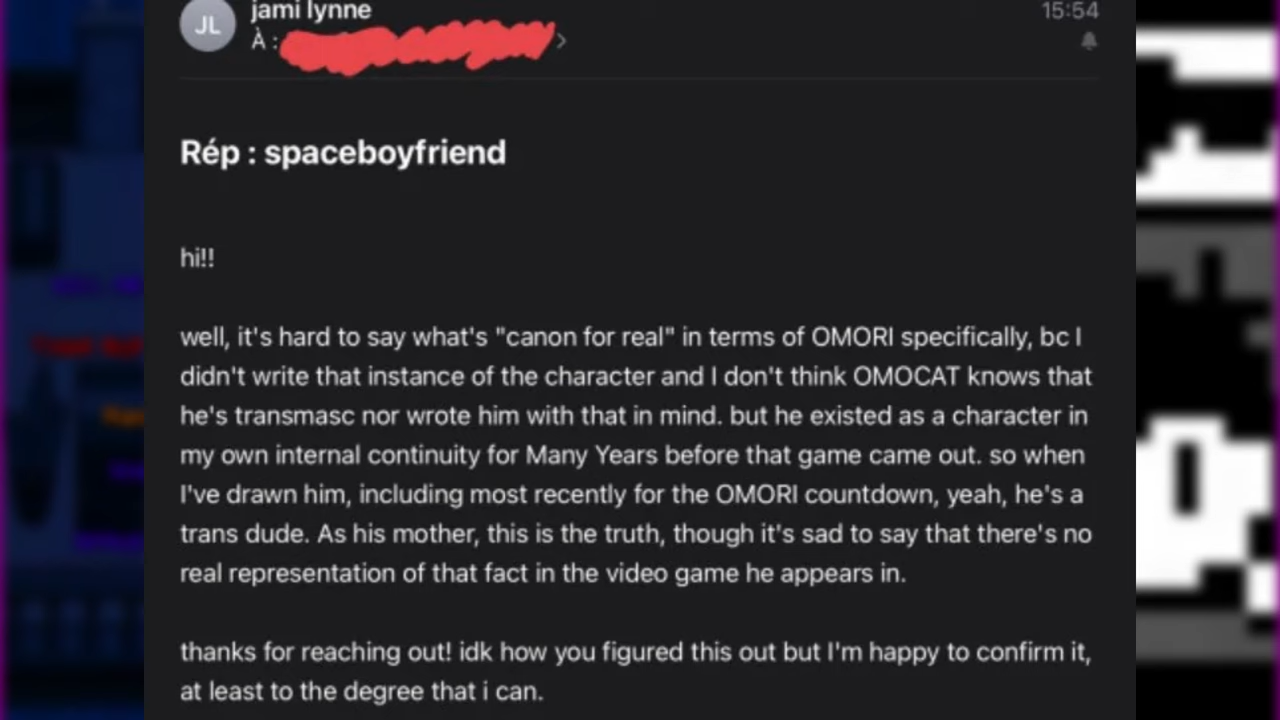 JL
jami lynne
15:54
À :
Rép : spaceboyfriend
hi!!
well, it's hard to say what's "canon for real" in terms of OMORI specifically, bc I
didn't write that instance of the character and I don't think OMOCAT knows that
he's transmasc nor wrote him with that in mind. but he existed as a character in
my own internal continuity for Many Years before that game came out. so when
I've drawn him, including most recently for the OMORI countdown, yeah, he's a
trans dude. As his mother, this is the truth, though it's sad to say that there's no
real representation of that fact in the video game he appears in.
thanks for reaching out! idk how you figured this out but I'm happy to confirm it,
at least to the degree that i can.